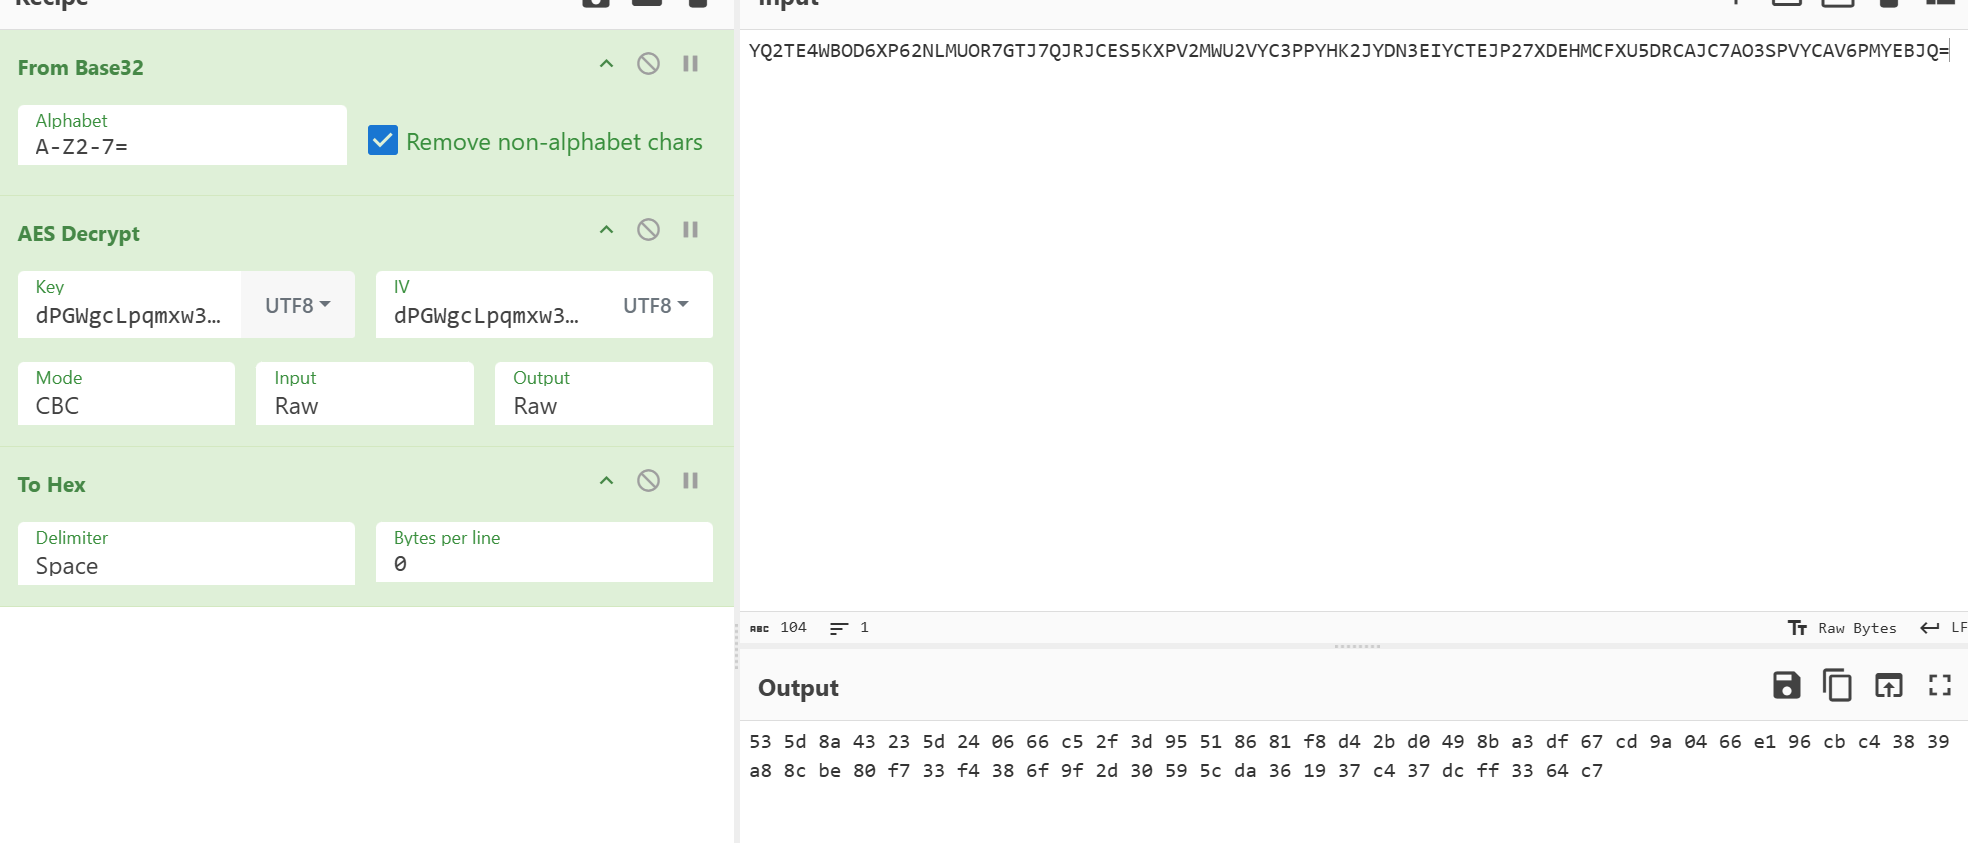 Recipe
From Base32
Alphabet
A-Z2-7=
Remove non-alphabet chars
AES Decrypt
Key
dPGWgcLpqmxw3…
UTF8
IV
dPGWgcLpqmxw3…
UTF8
Mode
CBC
Input
Raw
Output
Raw
To Hex
Delimiter
Space
Bytes per line
0
Input
YQ2TE4WBOD6XP62NLMUOR7GTJ7QJRJCES5KXPV2MWU2VYC3PPYHK2JYDN3EIYCTEJP27XDEHMCFXU5DRCAJC7AO3SPVYCAV6PMYEBJQ=
ABC 104
1
Raw Bytes
LF
Output
53 5d 8a 43 23 5d 24 06 66 c5 2f 3d 95 51 86 81 f8 d4 2b d0 49 8b a3 df 67 cd 9a 04 66 e1 96 cb c4 38 39
a8 8c be 80 f7 33 f4 38 6f 9f 2d 30 59 5c da 36 19 37 c4 37 dc ff 33 64 c7